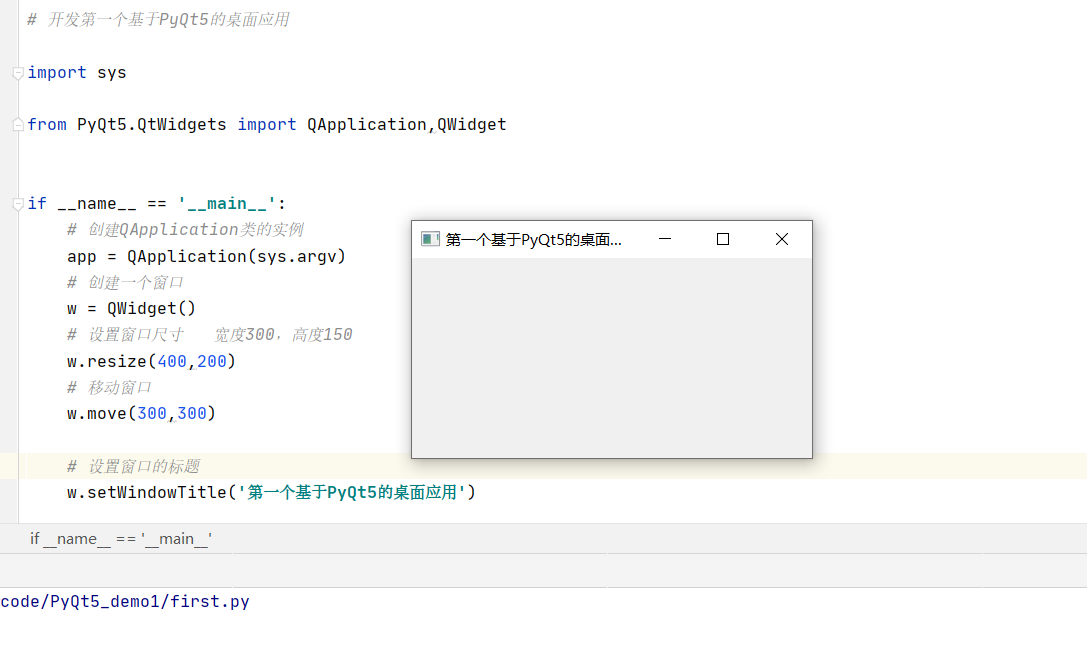 # 开发第一个基于PyQt5的桌面应用
import sys
from PyQt5.QtWidgets import QApplication,QWidget
if __name__ == '__main__':
# 创建QApplication类的实例
app = QApplication(sys.argv)
# 创建一个窗口
w = QWidget()
# 设置窗口尺寸   宽度300，高度150
w.resize(400,200)
# 移动窗口
w.move(300,300)
# 设置窗口的标题
w.setWindowTitle('第一个基于PyQt5的桌面应用')
第一个基于PyQt5的桌面...
if __name__ == '__main__'
code/PyQt5_demo1/first.py